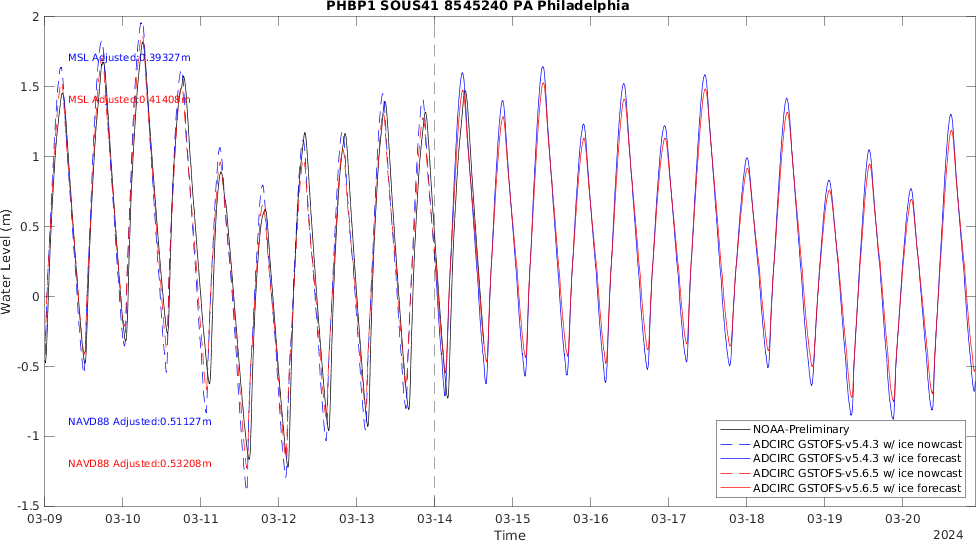 PHBP1 SOUS41 8545240 PA Philadelphia
2
1.5
1
0.5
0
-0.5
-1
-1.5
Water Level (m)
MSL Adjusted:0.39327m
MSL Adjusted:0.41408m
NAVD88 Adjusted:0.51127m
NAVD88 Adjusted:0.53208m
NOAA-Preliminary
ADCIRC GSTOFS-v5.4.3 w/ ice nowcast
ADCIRC GSTOFS-v5.4.3 w/ ice forecast
ADCIRC GSTOFS-v5.6.5 w/ ice nowcast
ADCIRC GSTOFS-v5.6.5 w/ ice forecast
03-09 03-10 03-11 03-12 03-13 03-14 03-15 03-16 03-17 03-18 03-19 03-20
Time
2024